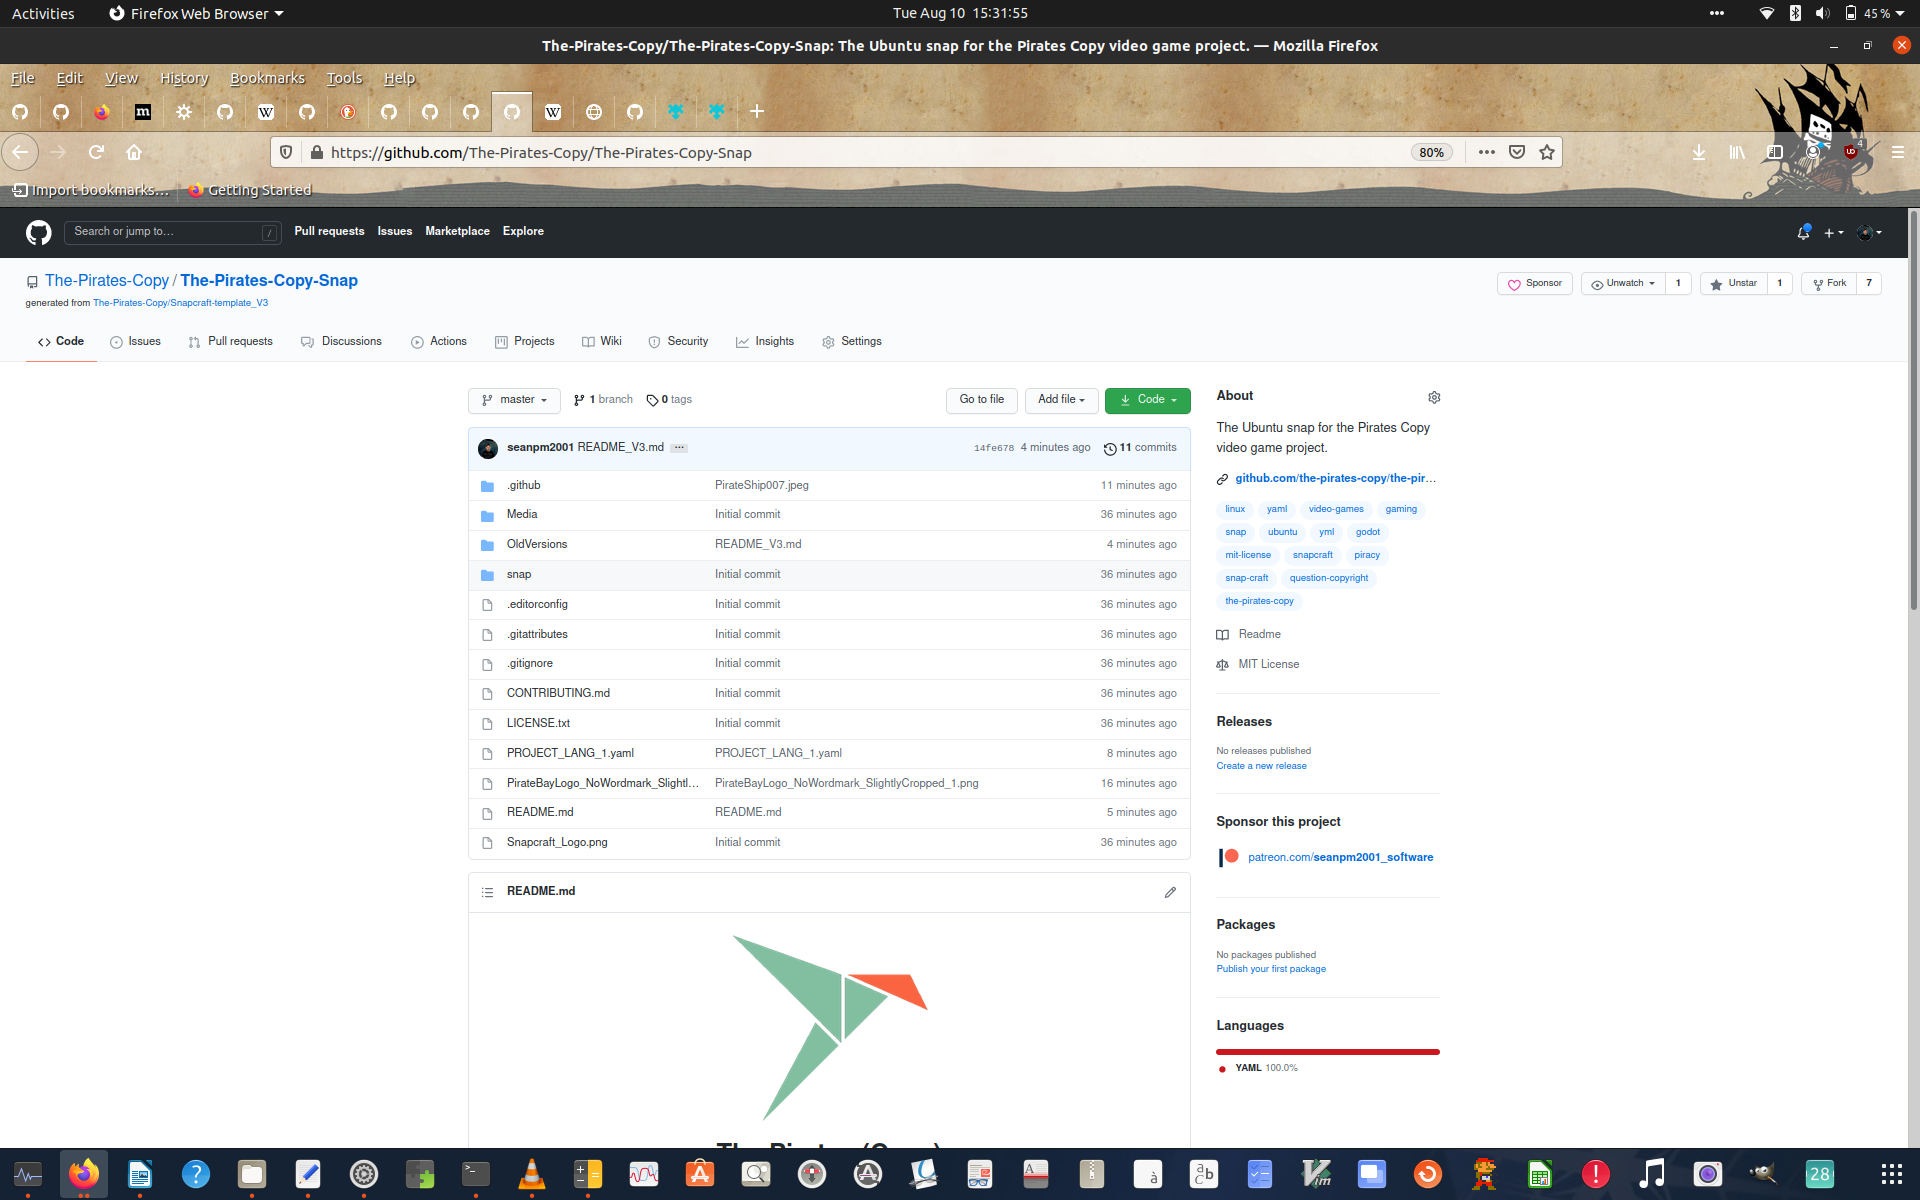 Activities Firefox Web Browser Tue Aug 10 15:31:55 45 %
The-Pirates-Copy/The-Pirates-Copy-Snap: The Ubuntu snap for the Pirates Copy video game project. — Mozilla Firefox
File Edit View History Bookmarks Tools Help
https://github.com/The-Pirates-Copy/The-Pirates-Copy-Snap 80% 4
Import bookmarks… Getting Started
Search or jump to… / Pull requests Issues Marketplace Explore
The-Pirates-Copy / The-Pirates-Copy-Snap Sponsor Unwatch 1 Unstar 1 Fork 7
generated from The-Pirates-Copy/Snapcraft-template_V3
Code Issues Pull requests Discussions Actions Projects Wiki Security Insights Settings
master 1 branch 0 tags Go to file Add file Code
seanpm2001 README_V3.md 14fe678 4 minutes ago 11 commits
.github PirateShip007.jpeg 11 minutes ago
Media Initial commit 36 minutes ago
OldVersions README_V3.md 4 minutes ago
snap Initial commit 36 minutes ago
.editorconfig Initial commit 36 minutes ago
.gitattributes Initial commit 36 minutes ago
.gitignore Initial commit 36 minutes ago
CONTRIBUTING.md Initial commit 36 minutes ago
LICENSE.txt Initial commit 36 minutes ago
PROJECT_LANG_1.yaml PROJECT_LANG_1.yaml 8 minutes ago
PirateBayLogo_NoWordmark_Slightl… PirateBayLogo_NoWordmark_SlightlyCropped_1.png 16 minutes ago
README.md README.md 5 minutes ago
Snapcraft_Logo.png Initial commit 36 minutes ago
README.md
About
The Ubuntu snap for the Pirates Copy
video game project.
github.com/the-pirates-copy/the-pir…
linux yaml video-games gaming
snap ubuntu yml godot
mit-license snapcraft piracy
snap-craft question-copyright
the-pirates-copy
Readme
MIT License
Releases
No releases published
Create a new release
Sponsor this project
patreon.com/seanpm2001_software
Packages
No packages published
Publish your first package
Languages
YAML 100.0%
28